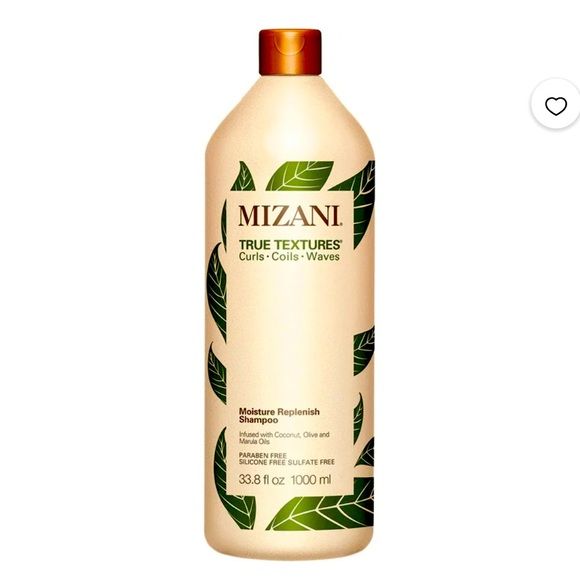 MIZANI®
TRUE TEXTURES®
Curls · Coils · Waves
Moisture Replenish
Shampoo
Infused with Coconut, Olive and
Marula Oils
PARABEN FREE
SILICONE FREE SULFATE FREE
33.8 fl oz 1000 ml